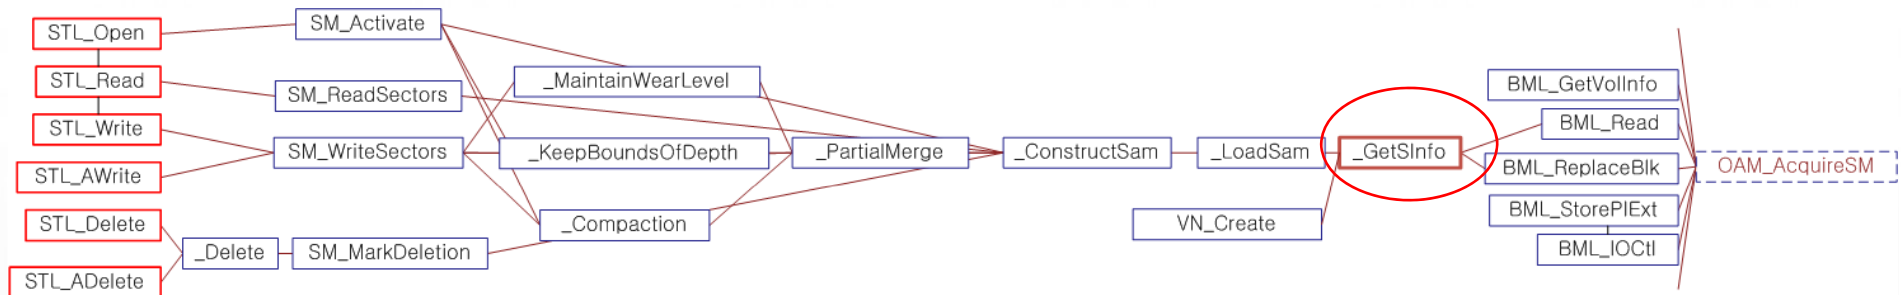 STL_Open
STL_Read
STL_Write
STL_AWrite
STL_Delete
STL_ADelete
_Delete
SM_Activate
SM_ReadSectors
SM_WriteSectors
SM_MarkDeletion
_MaintainWearLevel
_KeepBoundsOfDepth
_Compaction
_PartialMerge
_ConstructSam
_LoadSam
VN_Create
_GetSInfo
BML_GetVolInfo
BML_Read
BML_ReplaceBlk
BML_StorePIExt
BML_IOCtl
OAM_AcquireSM